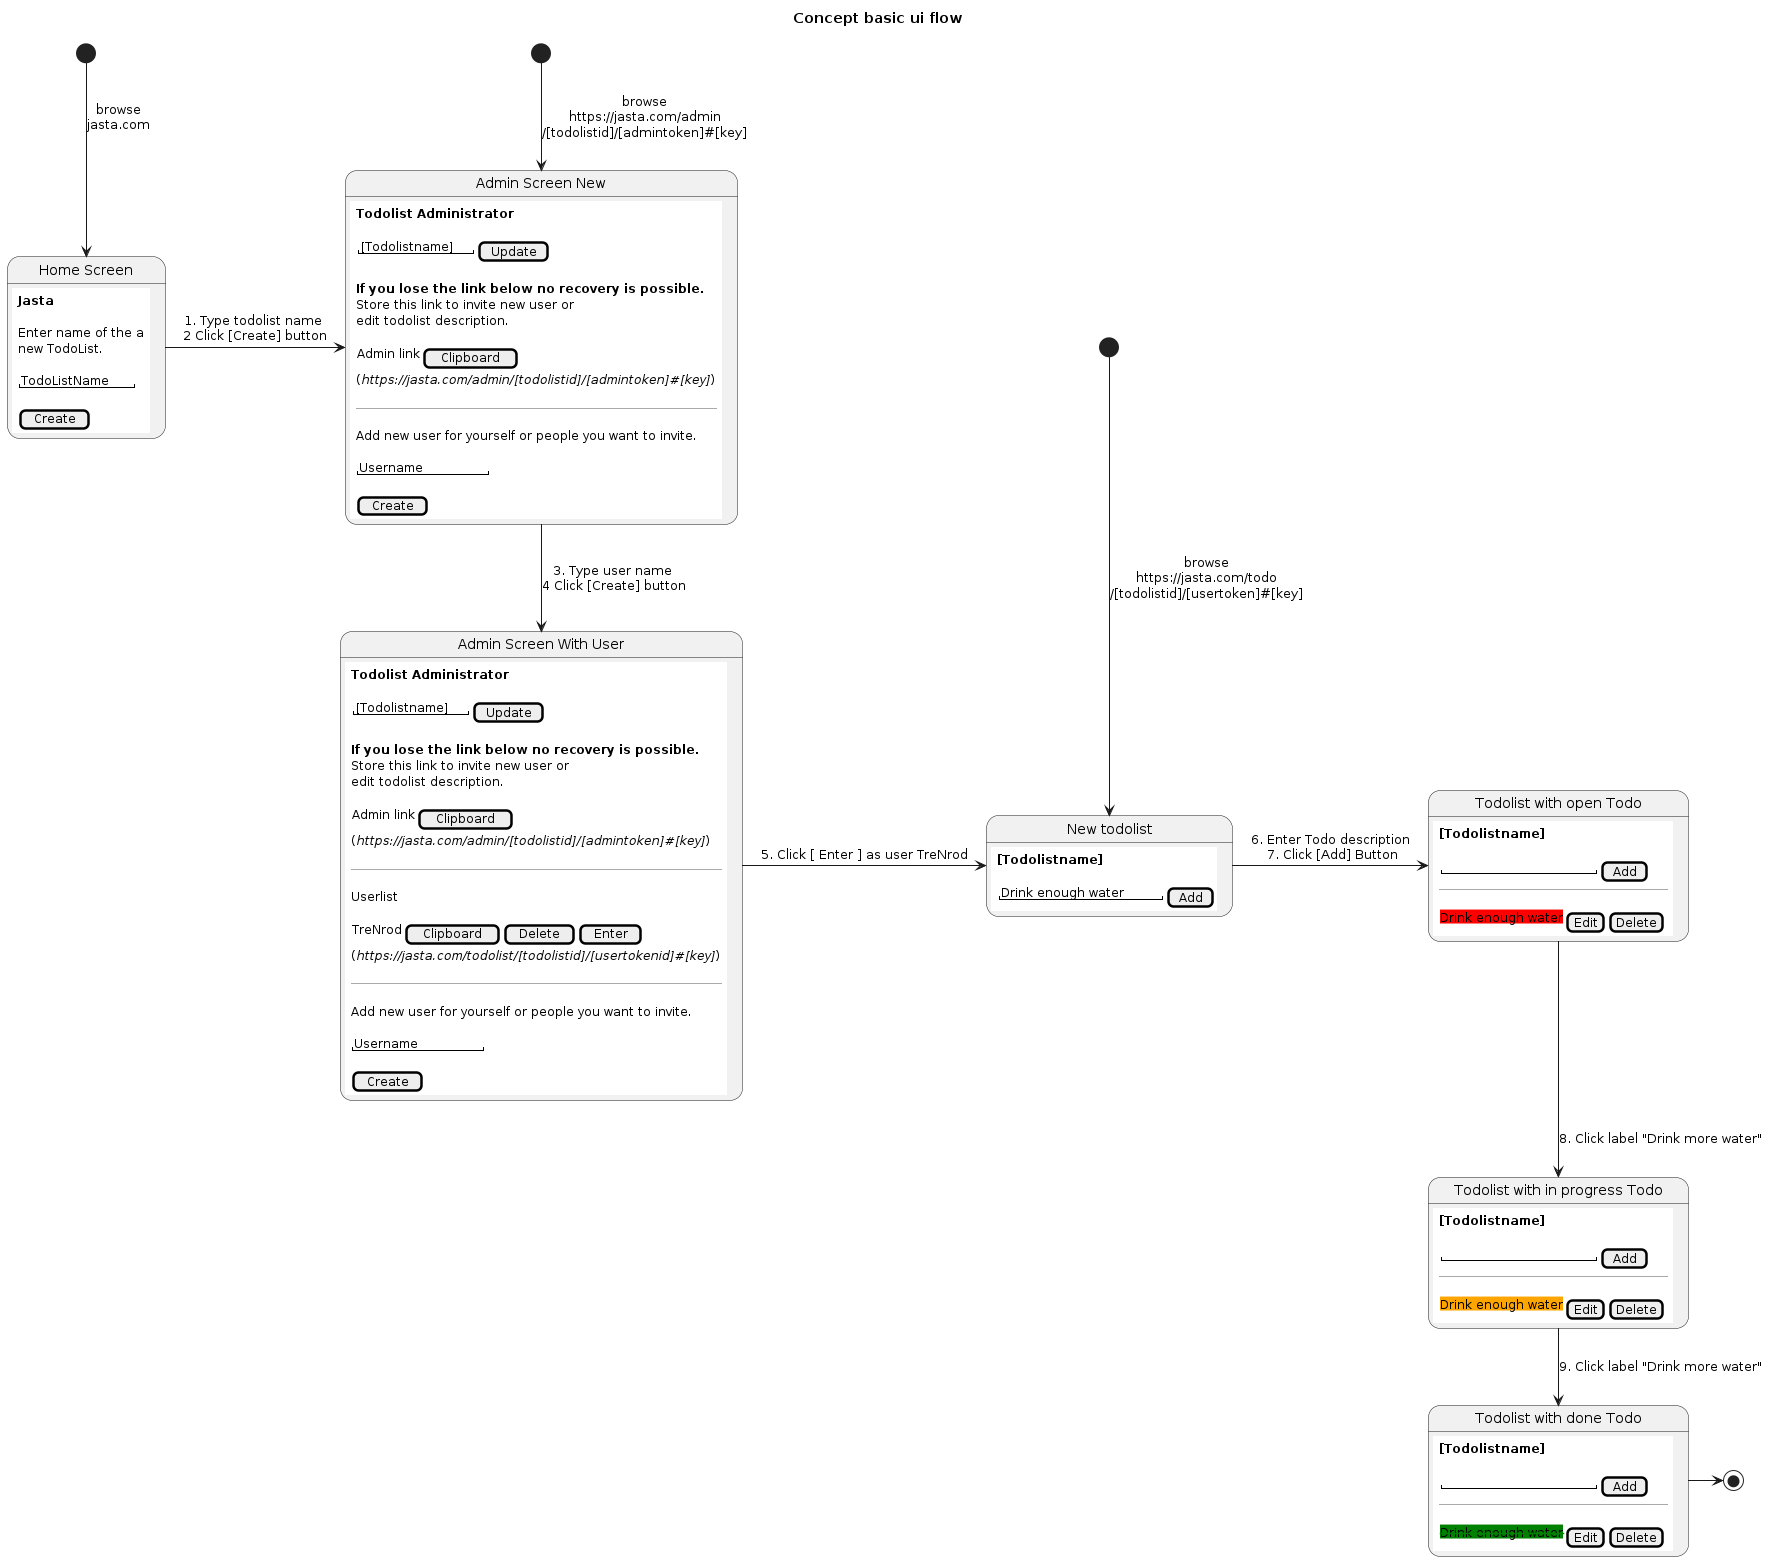 Concept basic ui flow
browse
jasta.com
browse
https://jasta.com/admin
/[todolistid]/[admintoken]#[key]
Home Screen
Jasta
Enter name of the a
new TodoList.
TodoListName
Create
1. Type todolist name
2 Click [Create] button
Admin Screen New
Todolist Administrator
[Todolistname] Update
If you lose the link below no recovery is possible.
Store this link to invite new user or
edit todolist description.
Admin link Clipboard
(https://jasta.com/admin/[todolistid]/[admintoken]#[key])
Add new user for yourself or people you want to invite.
Username
Create
3. Type user name
4 Click [Create] button
Admin Screen With User
Todolist Administrator
[Todolistname] Update
If you lose the link below no recovery is possible.
Store this link to invite new user or
edit todolist description.
Admin link Clipboard
(https://jasta.com/admin/[todolistid]/[admintoken]#[key])
Userlist
TreNrod Clipboard Delete Enter
(https://jasta.com/todolist/[todolistid]/[usertokenid]#[key])
Add new user for yourself or people you want to invite.
Username
Create
5. Click [ Enter ] as user TreNrod
browse
https://jasta.com/todo
/[todolistid]/[usertoken]#[key]
New todolist
[Todolistname]
Drink enough water Add
6. Enter Todo description
7. Click [Add] Button
Todolist with open Todo
[Todolistname]
Add
Drink enough water Edit Delete
8. Click label "Drink more water"
Todolist with in progress Todo
[Todolistname]
Add
Drink enough water Edit Delete
9. Click label "Drink more water"
Todolist with done Todo
[Todolistname]
Add
Drink enough water Edit Delete